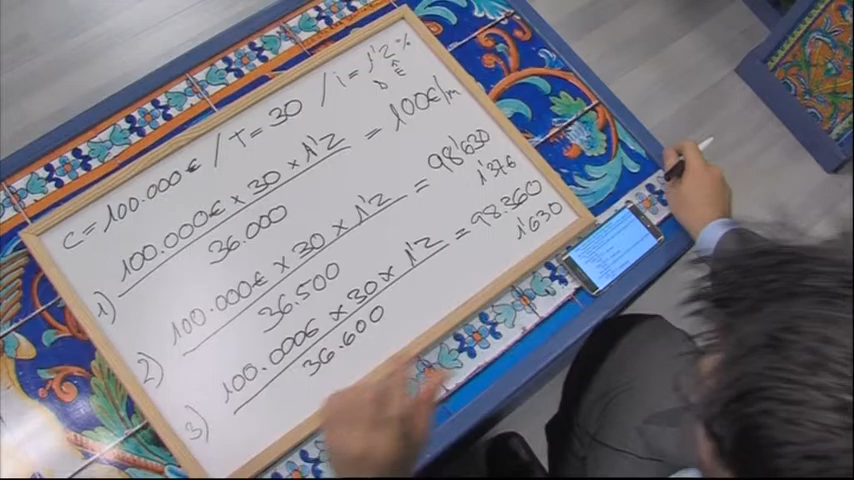 C = 100.000 € / T = 30 / i = 1'2 %
1) 100.000 € x 30 x 1'2 = 100 €/m
36.000
2) 100.000 € x 30 x 1'2 = 98'630
36.500
1'376
3) 100.000 € x 30 x 1'2 = 98.360
36.600
1'630